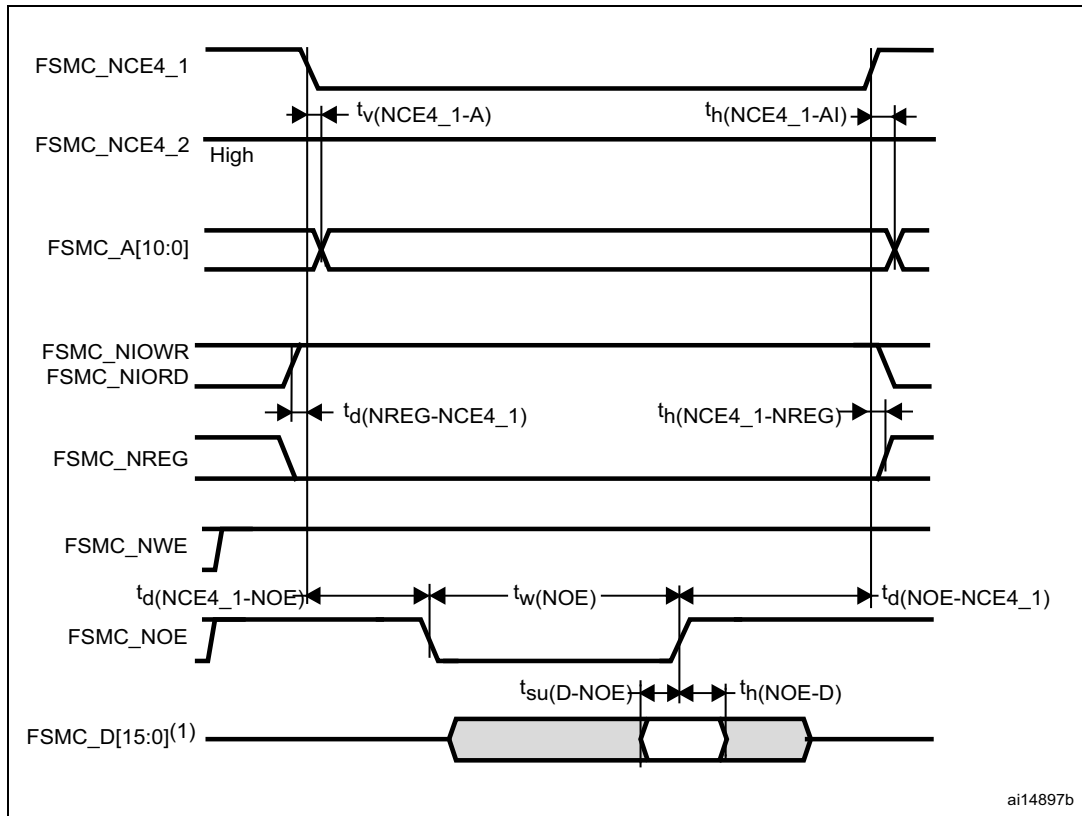 FSMC_NCE4_1
tv(NCE4_1-A)
th(NCE4_1-AI)
FSMC_NCE4_2
High
FSMC_A[10:0]
FSMC_NIOWR
FSMC_NIORD
td(NREG-NCE4_1)
th(NCE4_1-NREG)
FSMC_NREG
FSMC_NWE
td(NCE4_1-NOE)
tw(NOE)
td(NOE-NCE4_1)
FSMC_NOE
tsu(D-NOE)
th(NOE-D)
FSMC_D[15:0](1)
ai14897b